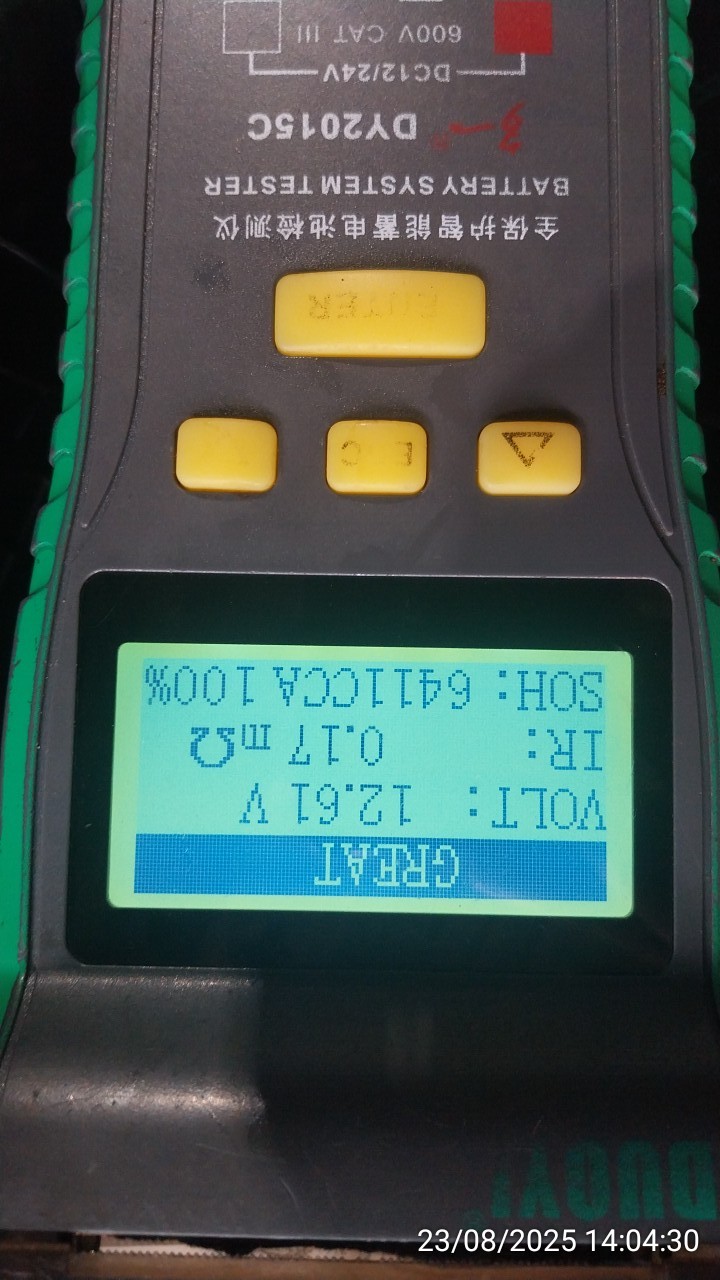 DUOYI
GREAT
VOLT: 12.61 V
IR: 0.17 mΩ
SOH: 6411CCA 100%
ENTER
全保护智能蓄电池检测仪
BATTERY SYSTEM TESTER
DY2015C
DC12/24V
600V CAT III
23/08/2025 14:04:30